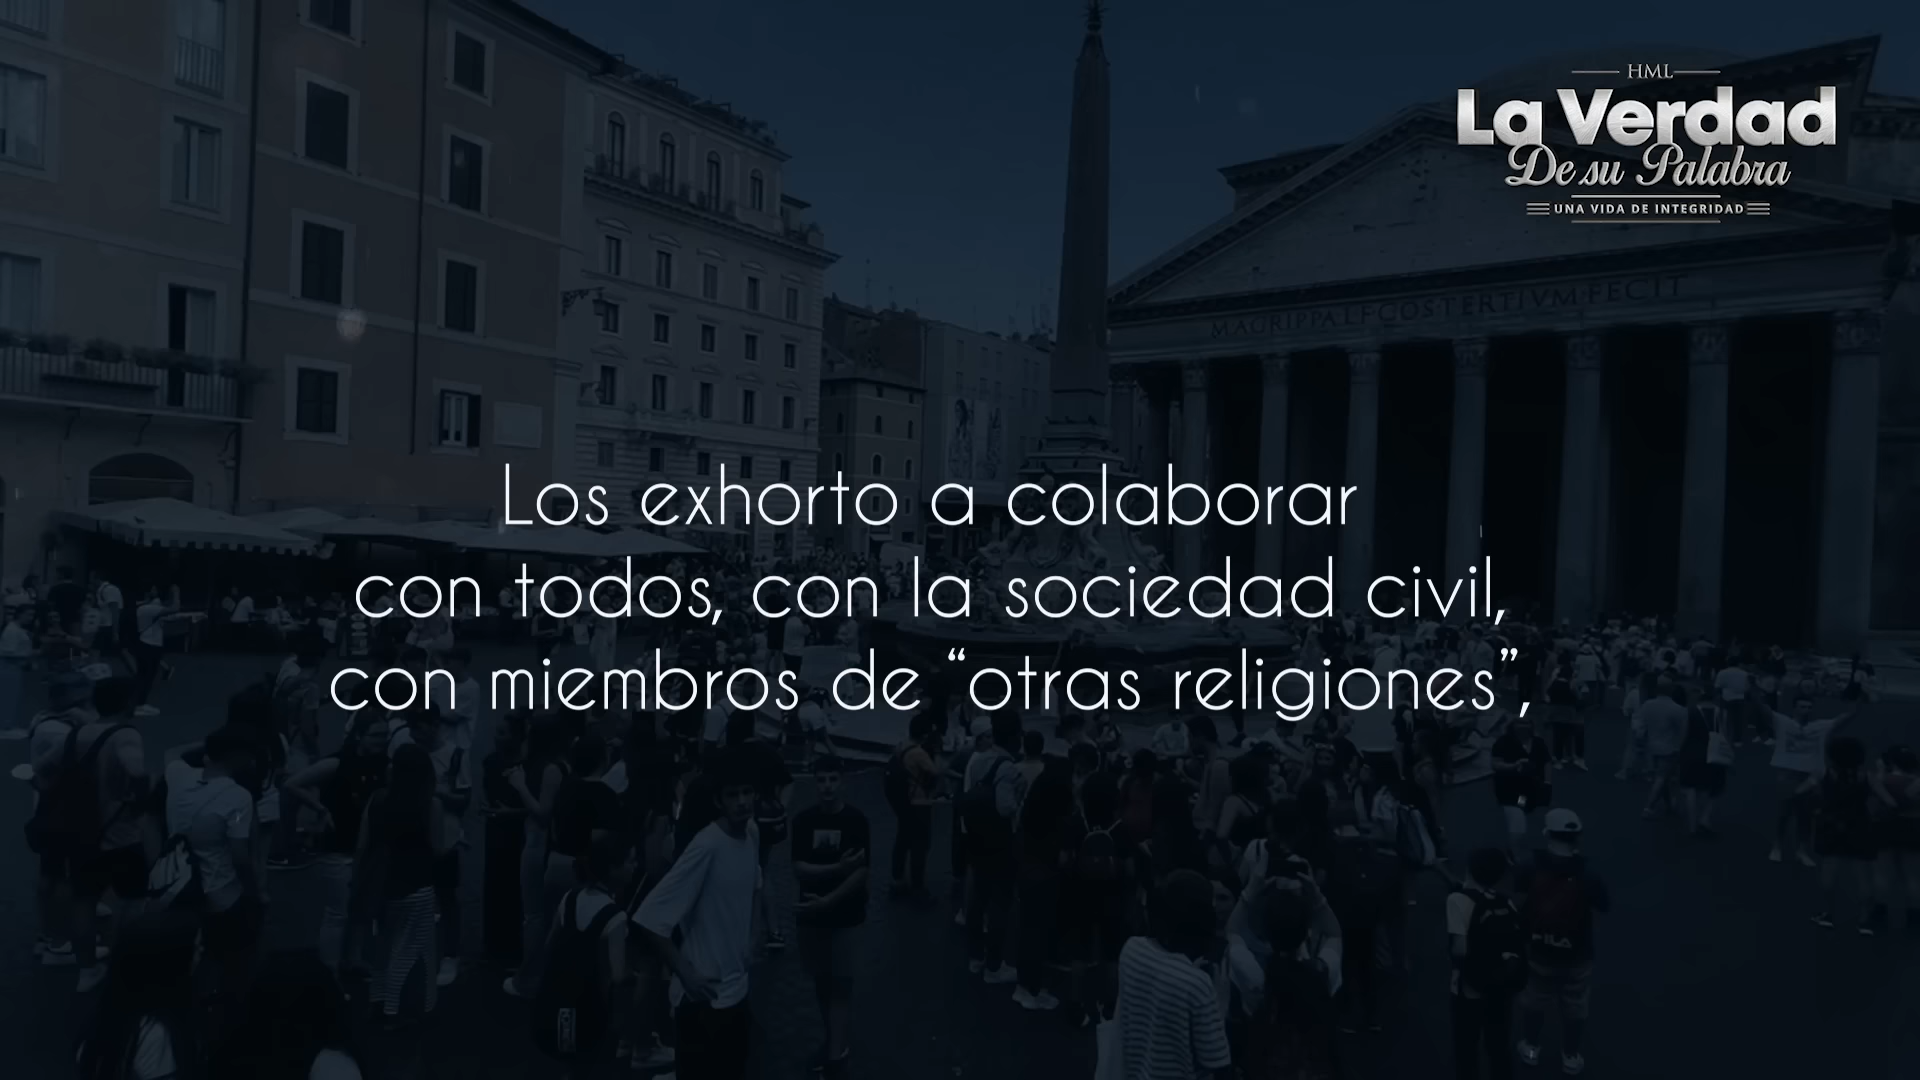 HML
La Verdad
De su Palabra
UNA VIDA DE INTEGRIDAD
M·AGRIPPA·L·F·COS·TERTIVM·FECIT
Los exhorto a colaborar
con todos, con la sociedad civil,
con miembros de “otras religiones”,
FILA